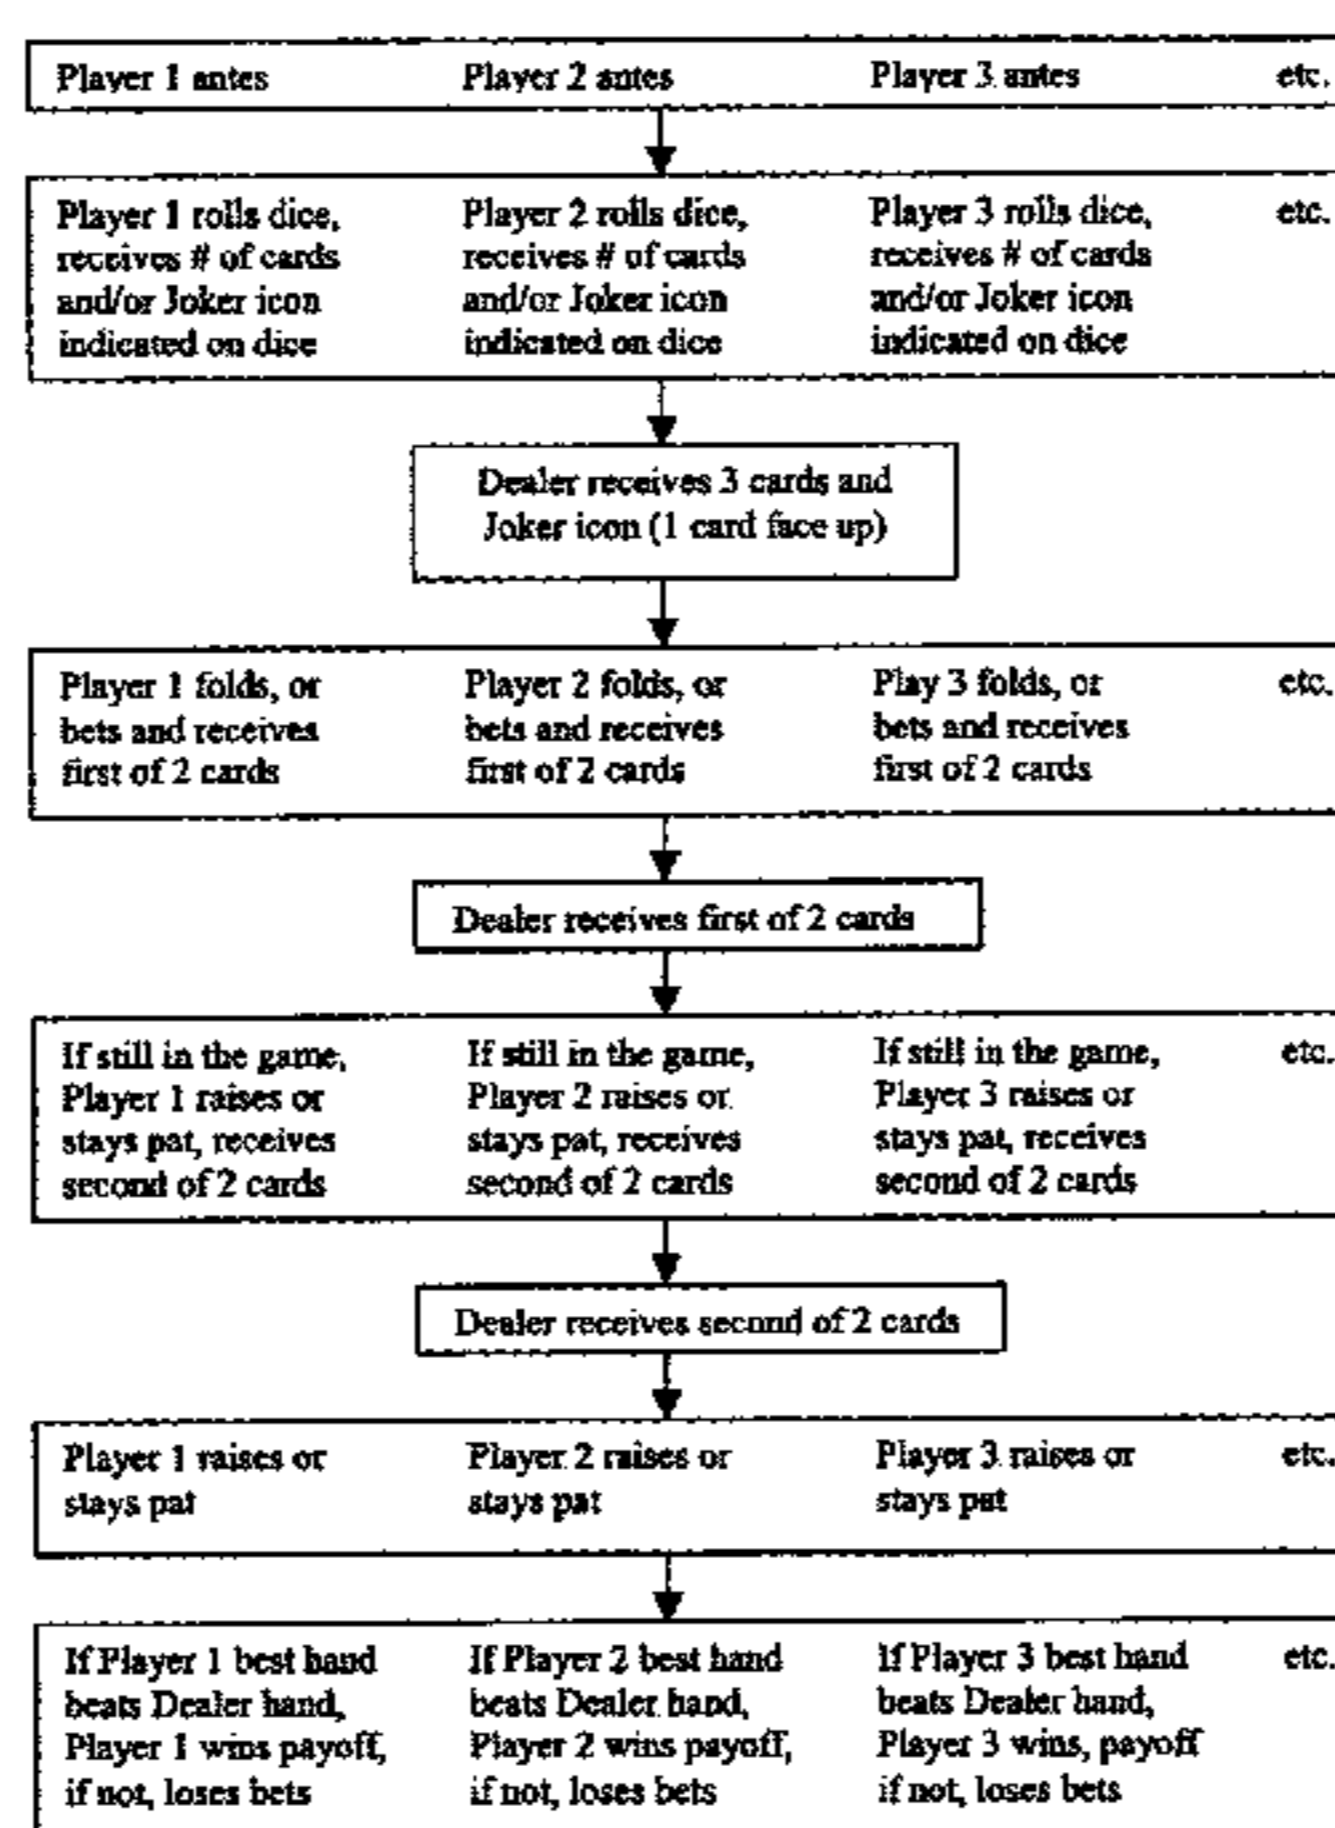 Player 1 antes Player 2 antes Player 3 antes etc.
Player 1 rolls dice, Player 2 rolls dice, Player 3 rolls dice, etc.
receives # of cards receives # of cards receives # of cards
and/or Joker icon and/or Joker icon and/or Joker icon
indicated on dice indicated on dice indicated on dice
Dealer receives 3 cards and
Joker icon (1 card face up)
Player 1 folds, or Player 2 folds, or Play 3 folds, or etc.
bets and receives bets and receives bets and receives
first of 2 cards first of 2 cards first of 2 cards
Dealer receives first of 2 cards
If still in the game, If still in the game, If still in the game, etc.
Player 1 raises or Player 2 raises or Player 3 raises or
stays pat, receives stays pat, receives stays pat, receives
second of 2 cards second of 2 cards second of 2 cards
Dealer receives second of 2 cards
Player 1 raises or Player 2 raises or Player 3 raises or etc.
stays pat stays pat stays pat
If Player 1 best hand If Player 2 best hand If Player 3 best hand etc.
beats Dealer hand, beats Dealer hand, beats Dealer hand,
Player 1 wins payoff, Player 2 wins payoff, Player 3 wins, payoff
if not, loses bets if not, loses bets if not, loses bets